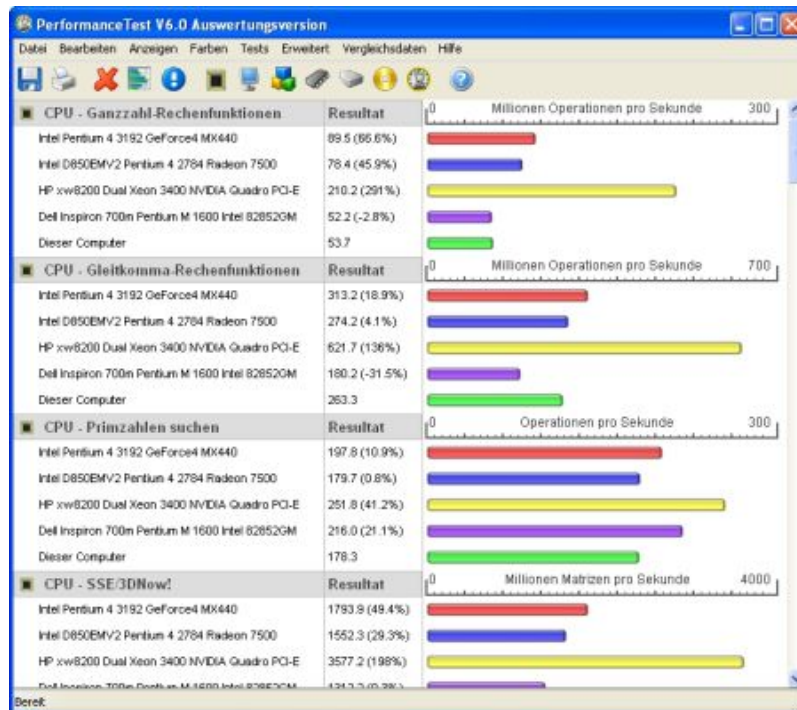 PerformanceTest V6.0 Auswertungsversion
Datei Bearbeiten Anzeigen Farben Tests Erweitert Vergleichsdaten Hilfe
CPU - Ganzzahl-Rechenfunktionen Resultat 0 Millionen Operationen pro Sekunde 300
Intel Pentium 4 3192 GeForce4 MX440 89.5 (66.6%)
Intel D850EMV2 Pentium 4 2784 Radeon 7500 78.4 (45.9%)
HP xw8200 Dual Xeon 3400 NVIDIA Quadro PCI-E 210.2 (291%)
Dell Inspiron 700m Pentium M 1600 Intel 82852GM 52.2 (-2.8%)
Dieser Computer 53.7
CPU - Gleitkomma-Rechenfunktionen Resultat 0 Millionen Operationen pro Sekunde 700
Intel Pentium 4 3192 GeForce4 MX440 313.2 (18.9%)
Intel D850EMV2 Pentium 4 2784 Radeon 7500 274.2 (4.1%)
HP xw8200 Dual Xeon 3400 NVIDIA Quadro PCI-E 621.7 (136%)
Dell Inspiron 700m Pentium M 1600 Intel 82852GM 180.2 (-31.5%)
Dieser Computer 263.3
CPU - Primzahlen suchen Resultat 0 Operationen pro Sekunde 300
Intel Pentium 4 3192 GeForce4 MX440 197.8 (10.9%)
Intel D850EMV2 Pentium 4 2784 Radeon 7500 179.7 (0.8%)
HP xw8200 Dual Xeon 3400 NVIDIA Quadro PCI-E 251.8 (41.2%)
Dell Inspiron 700m Pentium M 1600 Intel 82852GM 216.0 (21.1%)
Dieser Computer 178.3
CPU - SSE/3DNow! Resultat 0 Millionen Matrizen pro Sekunde 4000
Intel Pentium 4 3192 GeForce4 MX440 1793.9 (49.4%)
Intel D850EMV2 Pentium 4 2784 Radeon 7500 1552.3 (29.3%)
HP xw8200 Dual Xeon 3400 NVIDIA Quadro PCI-E 3577.2 (198%)
Dell Inspiron 700m Pentium M 1600 Intel 82852GM
Bereit